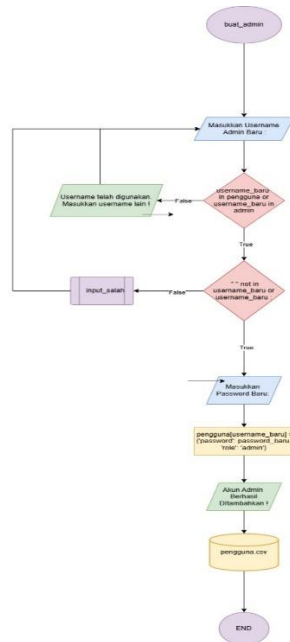 buat_admin
Masukkan Username
Admin Baru :
username_baru
in pengguna or
username_baru in
admin
False
Username telah digunakan.
Masukkan username lain !
True
" " not in
username_baru or
username_baru :
False
input_salah
True
Masukkan
Password Baru:
pengguna[username_baru] =
{'password': password_baru,
'role': 'admin'}
Akun Admin
Berhasil
Ditambahkan !
pengguna.csv
END